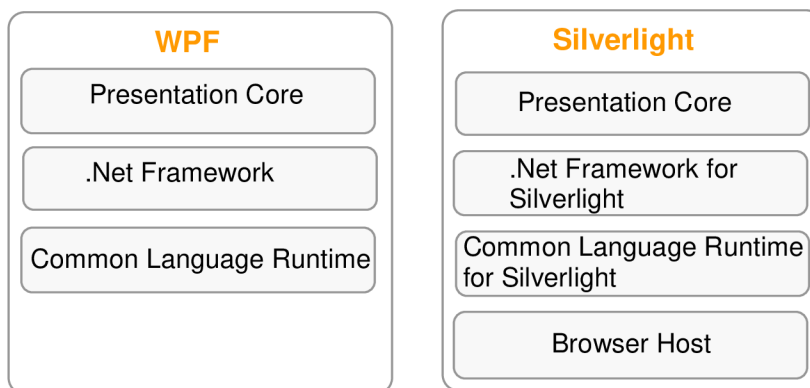 WPF
Presentation Core
.Net Framework
Common Language Runtime
Silverlight
Presentation Core
.Net Framework for
Silverlight
Common Language Runtime
for Silverlight
Browser Host